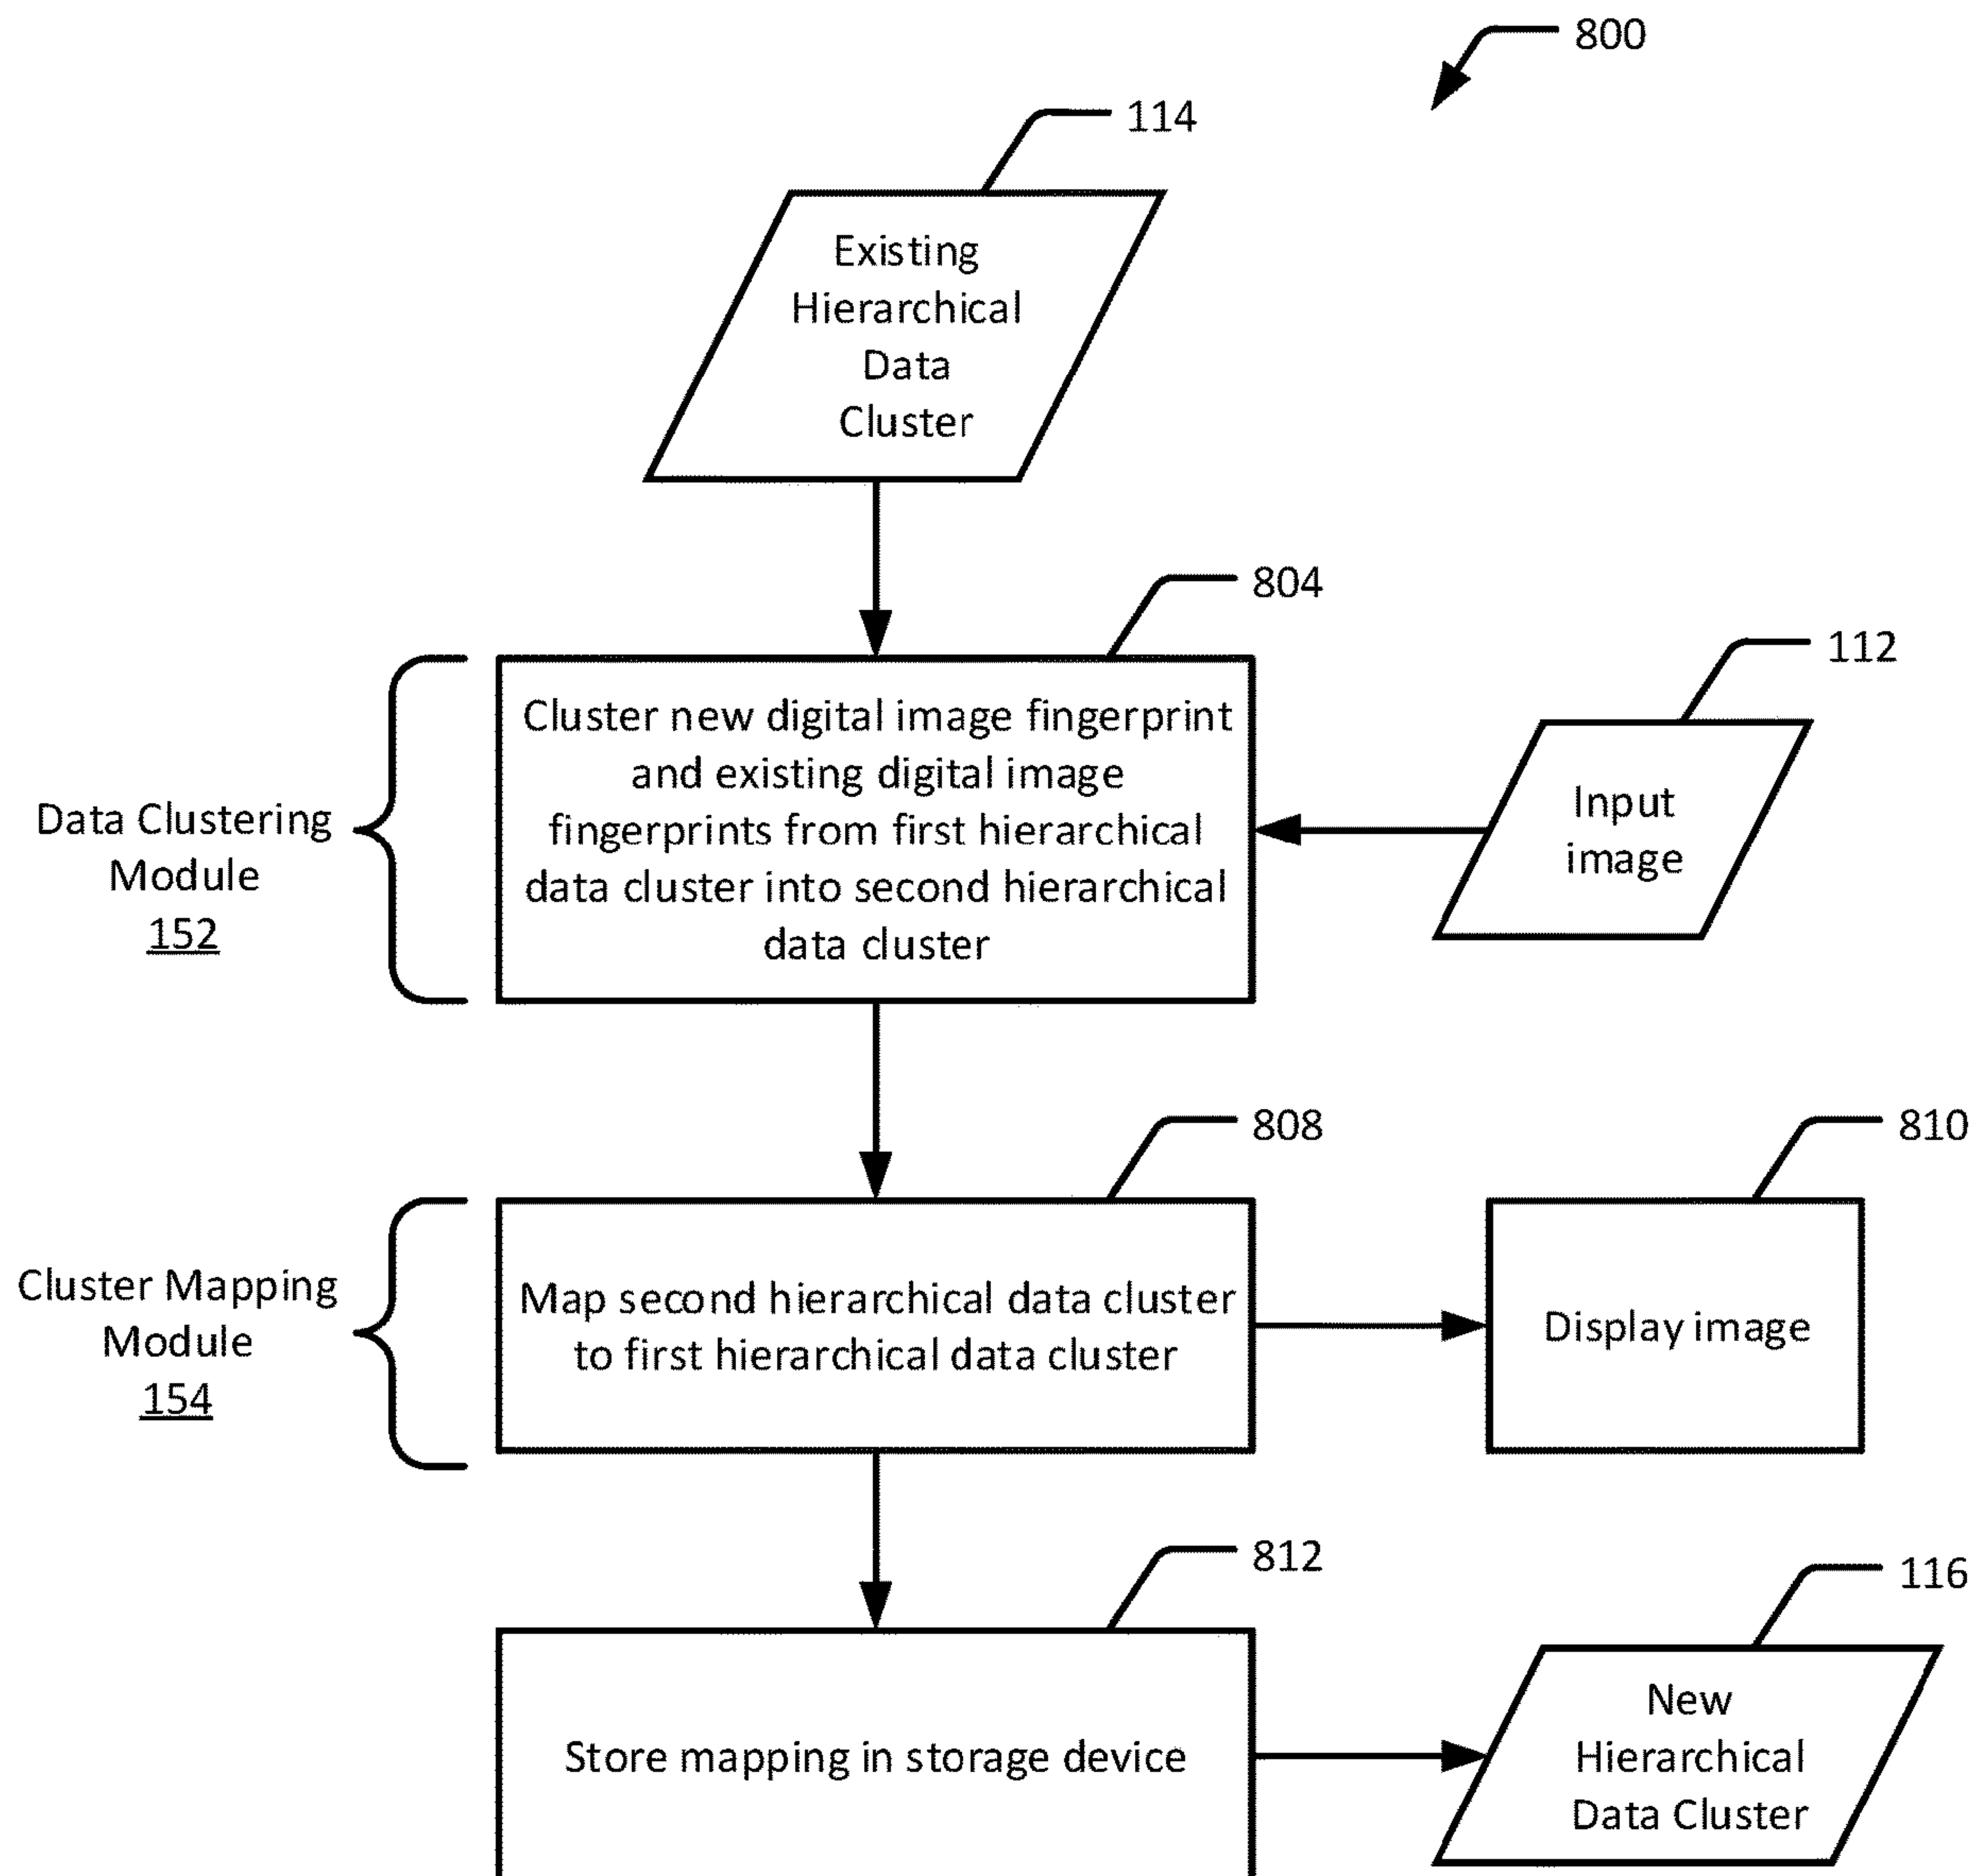 800
114
Existing
Hierarchical
Data
Cluster
804
112
Cluster new digital image fingerprint
and existing digital image
fingerprints from first hierarchical
data cluster into second hierarchical
data cluster
Data Clustering
Module
152
Input
image
808
810
Cluster Mapping
Module
154
Map second hierarchical data cluster
to first hierarchical data cluster
Display image
812
116
Store mapping in storage device
New
Hierarchical
Data Cluster